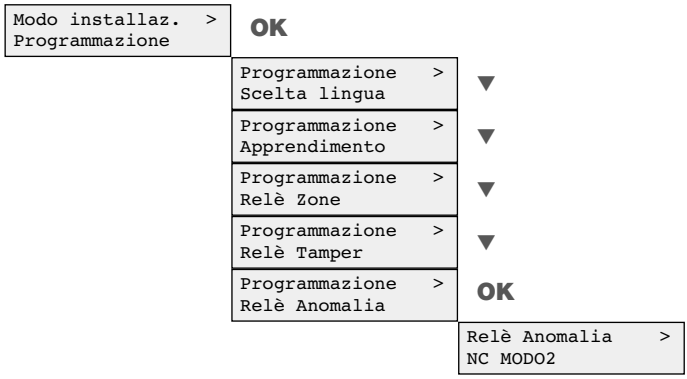 Modo installaz. >
Programmazione
OK
Programmazione >
Scelta lingua
▼
Programmazione >
Apprendimento
▼
Programmazione >
Relè Zone
▼
Programmazione >
Relè Tamper
▼
Programmazione >
Relè Anomalia
OK
Relè Anomalia >
NC MODO2